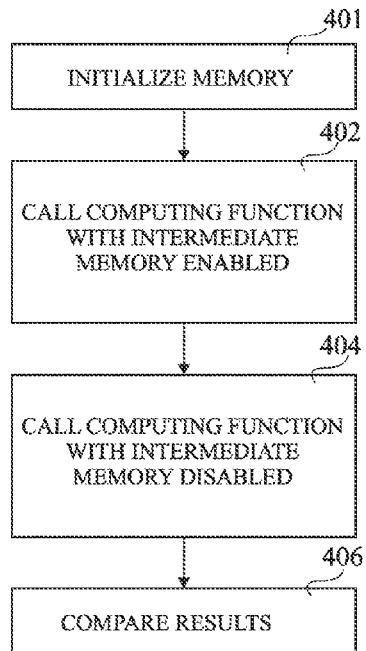 401
INITIALIZE MEMORY
402
CALL COMPUTING FUNCTION
WITH INTERMEDIATE
MEMORY ENABLED
404
CALL COMPUTING FUNCTION
WITH INTERMEDIATE
MEMORY DISABLED
406
COMPARE RESULTS